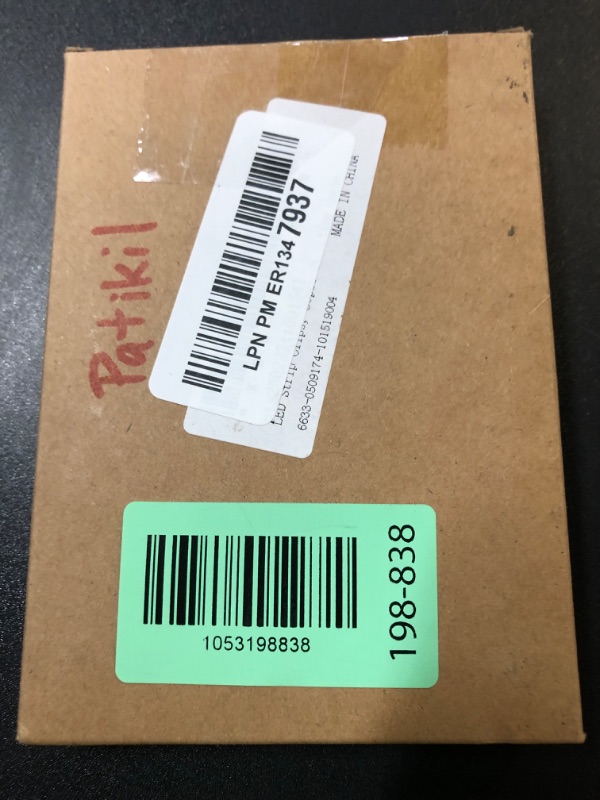 Patikil
LPN PM ER1347937
LED Strip Clips,
6633-0509174-101519004
MADE IN CHINA
1053198838
198-838